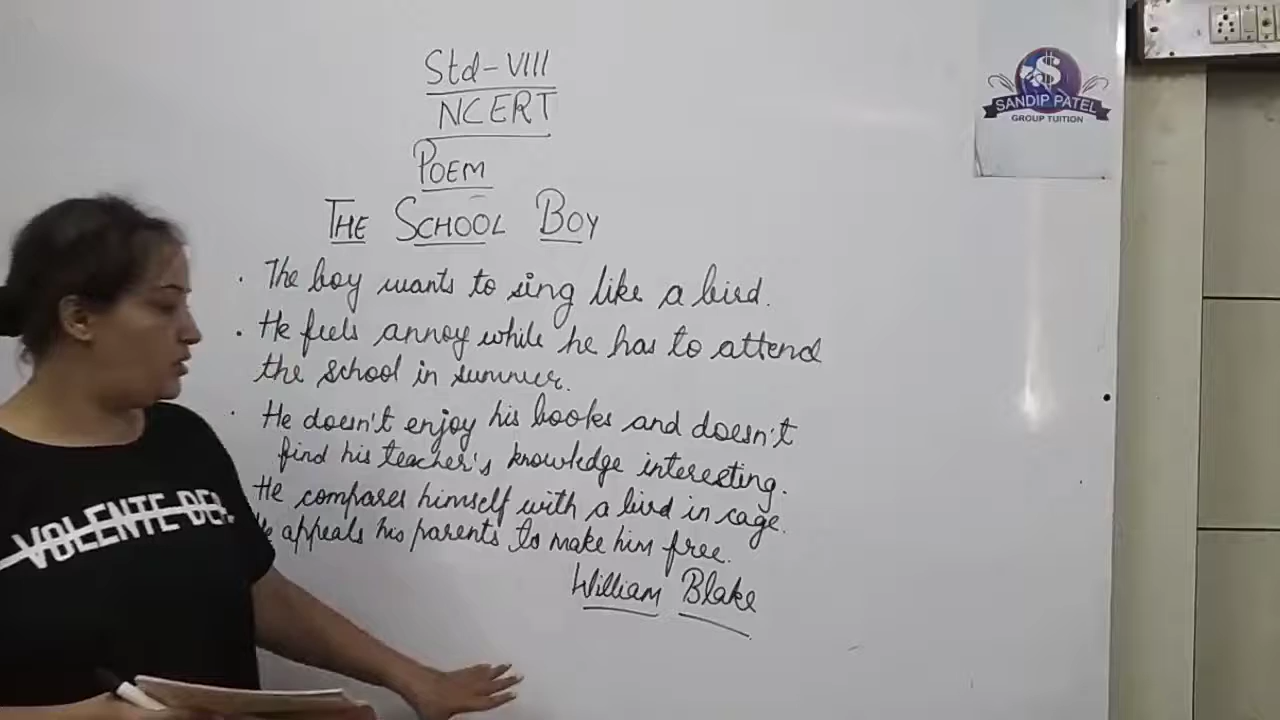 Std-VIII
NCERT
POEM
THE SCHOOL BOY
. The boy wants to sing like a bird.
. He feels annoy while he has to attend
the school in summer.
. He doesn't enjoy his books and doesn't
find his teacher's knowledge interesting.
He compares himself with a bird in cage.
He appeals his parents to make him free.
William Blake
$
SANDIP PATEL
GROUP TUITION
VOLENTE DE